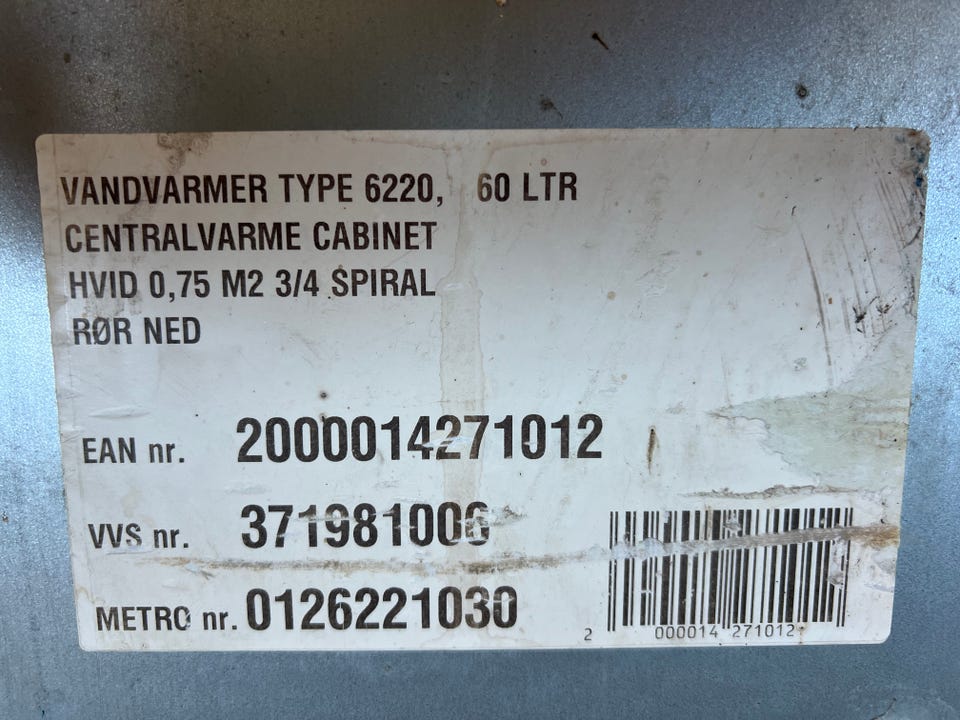 VANDVARMER TYPE 6220, 60 LTR
CENTRALVARME CABINET
HVID 0,75 M2 3/4 SPIRAL
RØR NED
EAN nr. 2000014271012
VVS nr. 371981006
METRO nr. 0126221030
2 000014 271012